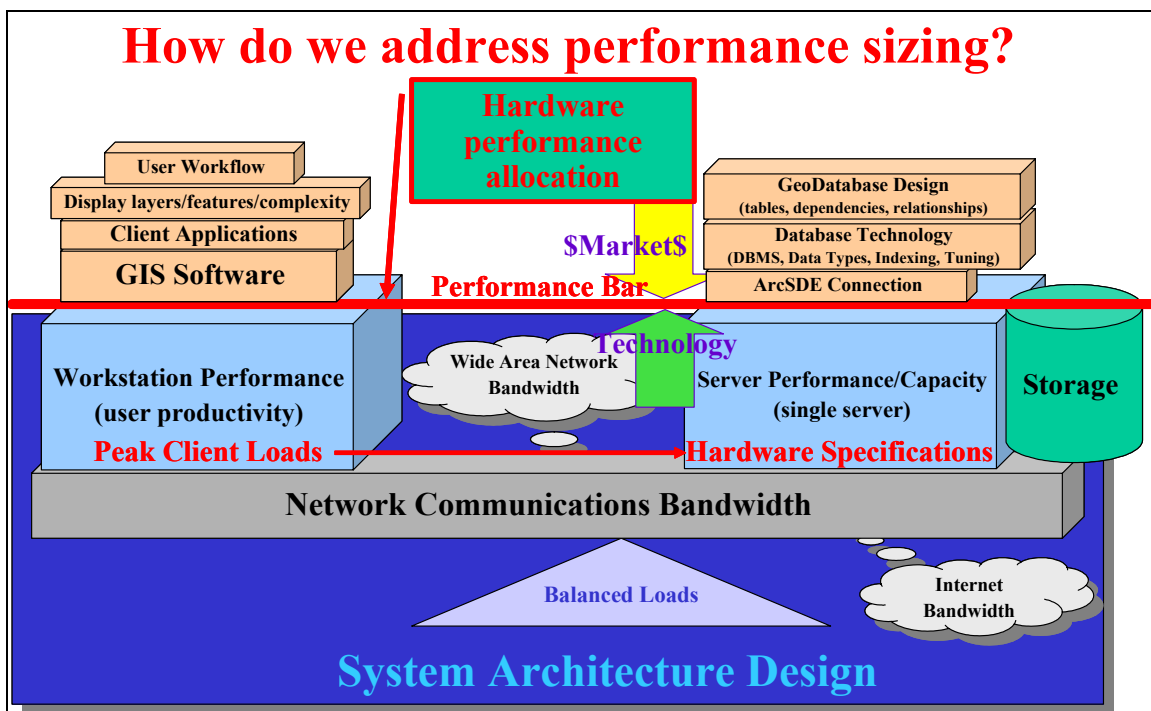 How do we address performance sizing?
Hardware
performance
allocation
User Workflow
Display layers/features/complexity
Client Applications
GIS Software
GeoDatabase Design
(tables, dependencies, relationships)
Database Technology
(DBMS, Data Types, Indexing, Tuning)
ArcSDE Connection
$Market$
Performance Bar
Technology
Wide Area Network
Bandwidth
Workstation Performance
(user productivity)
Peak Client Loads
Server Performance/Capacity
(single server)
Hardware Specifications
Storage
Network Communications Bandwidth
Balanced Loads
Internet
Bandwidth
System Architecture Design